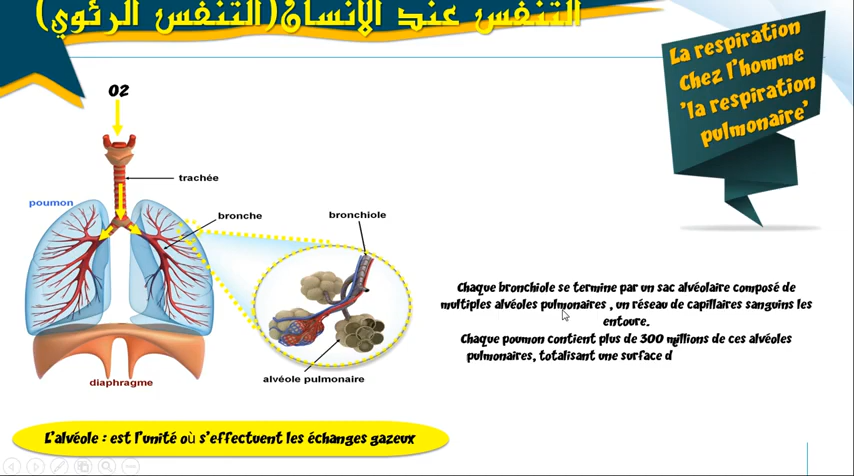 التنفس عند الإنسان(التنفس الرئوي)
La respiration
Chez l'homme
'la respiration
pulmonaire'
O2
trachée
poumon
bronche
bronchiole
alvéole pulmonaire
diaphragme
Chaque bronchiole se termine par un sac alvéolaire composé de
multiples alvéoles pulmonaires , un réseau de capillaires sanguins les
entoure.
Chaque poumon contient plus de 300 millions de ces alvéoles
pulmonaires, totalisant une surface d
L'alvéole : est l'unité où s'effectuent les échanges gazeux